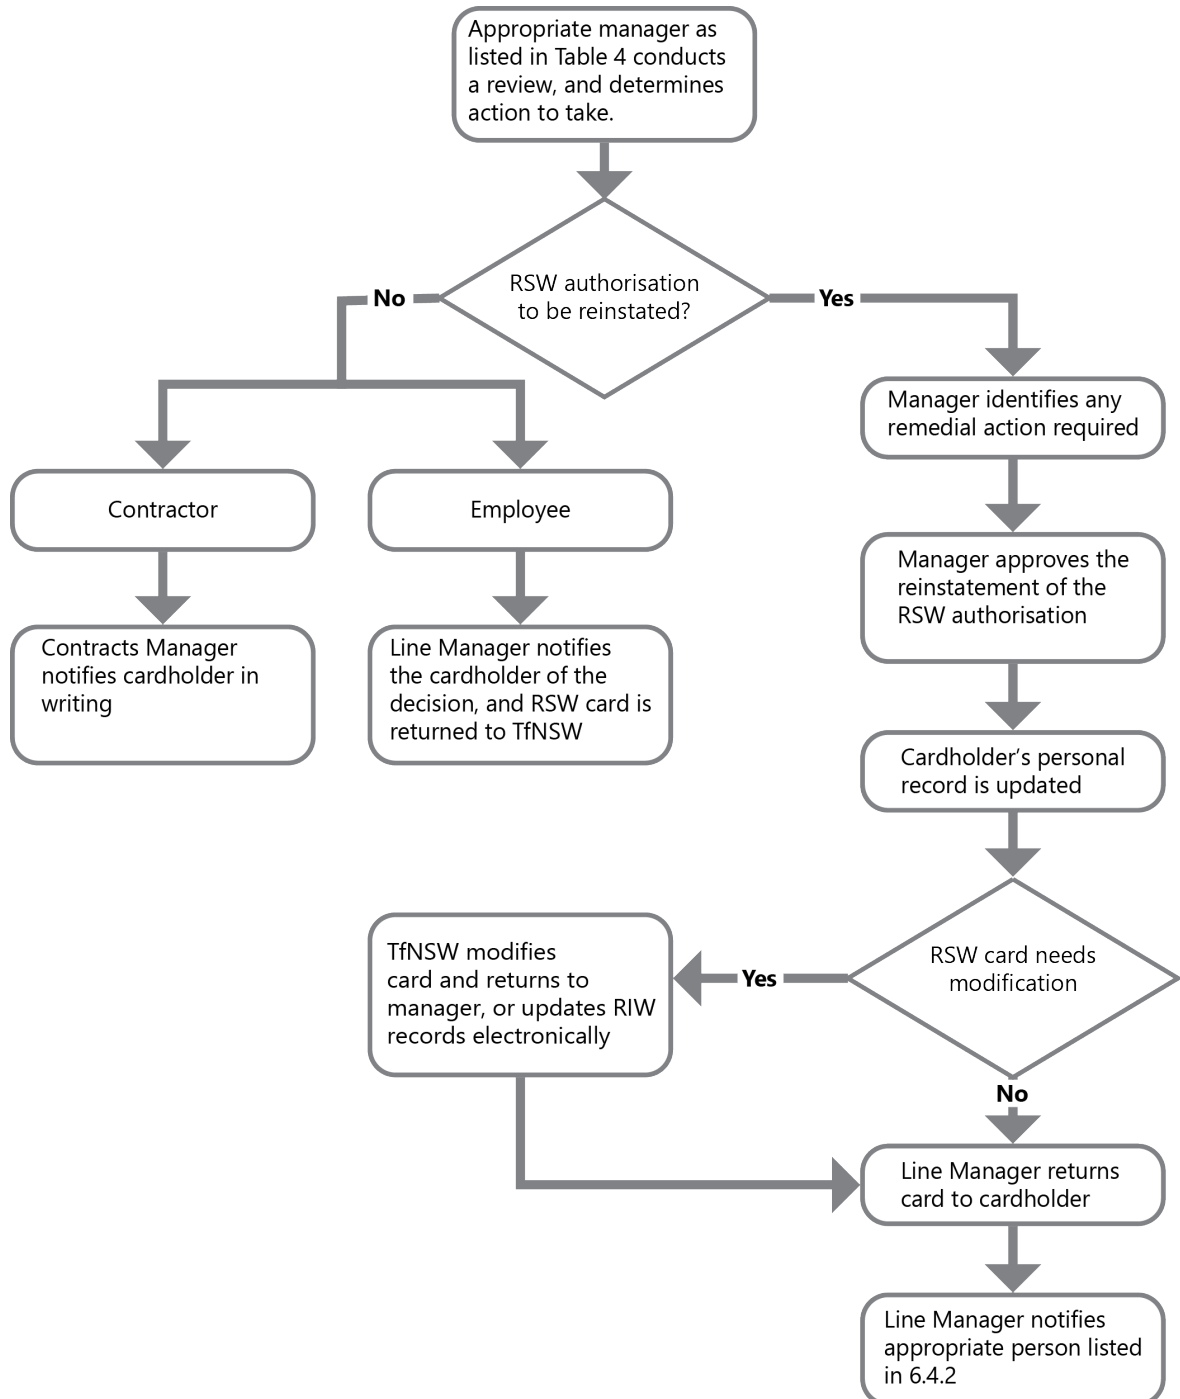 Appropriate manager as
listed in Table 4 conducts
a review, and determines
action to take.
RSW authorisation
to be reinstated?
No
Yes
Manager identifies any
remedial action required
Contractor
Employee
Manager approves the
reinstatement of the
RSW authorisation
Contracts Manager
notifies cardholder in
writing
Line Manager notifies
the cardholder of the
decision, and RSW card is
returned to TfNSW
Cardholder’s personal
record is updated
RSW card needs
modification
Yes
TfNSW modifies
card and returns to
manager, or updates RIW
records electronically
No
Line Manager returns
card to cardholder
Line Manager notifies
appropriate person listed
in 6.4.2